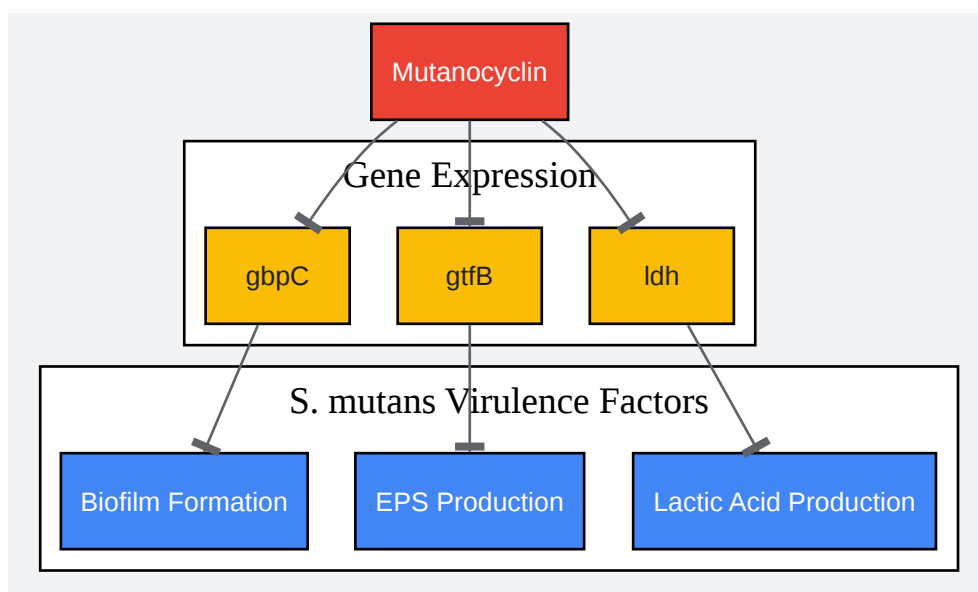 Mutanocyclin
Gene Expression
gbpC
gtfB
ldh
S. mutans Virulence Factors
Biofilm Formation
EPS Production
Lactic Acid Production